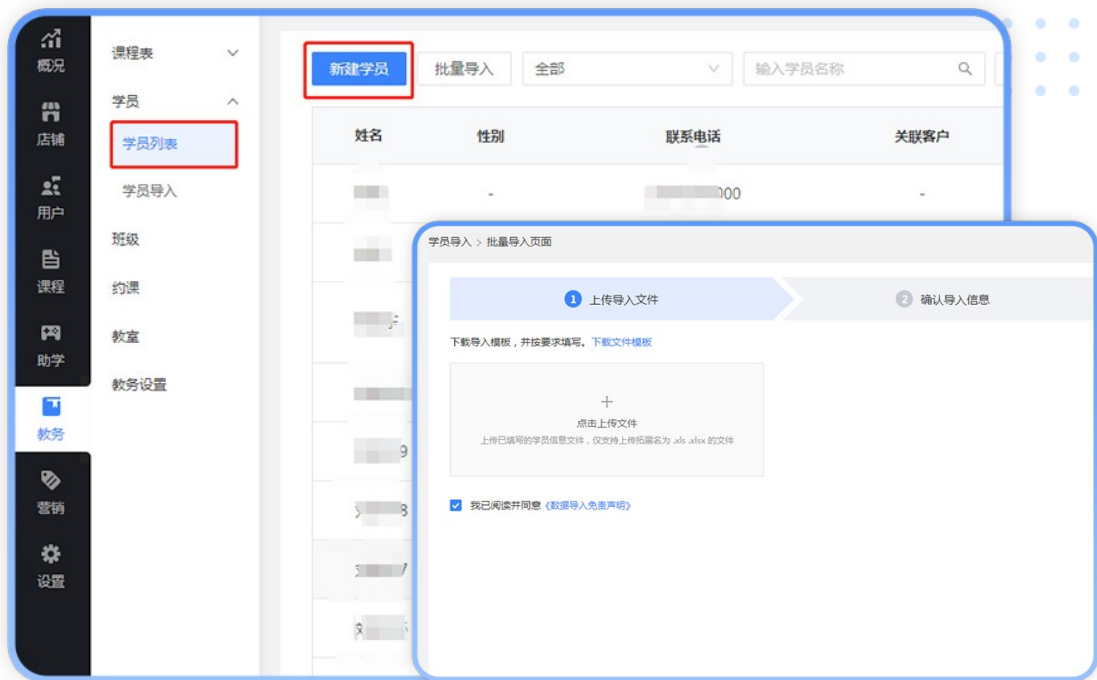 概况
店铺
用户
课程
助学
教务
营销
设置
课程表
学员
学员列表
学员导入
班级
约课
教室
教务设置
新建学员 批量导入 全部 输入学员名称
姓名 性别 联系电话 关联客户
- 000 -
9
8
7
学员导入 > 批量导入页面
1 上传导入文件 2 确认导入信息
下载导入模板，并按要求填写。下载文件模板
+
点击上传文件
上传已填写的学员信息文件，仅支持上传拓展名为 .xls .xlsx 的文件
我已阅读并同意《数据导入免责声明》